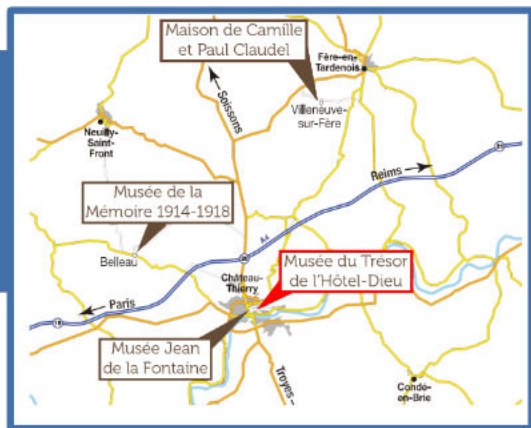 Maison de Camille
et Paul Claudel
Fère-en-
Tardenois
Soissons
Villeneuve-
sur-Fère
Neuilly-
Saint-
Front
Musée de la
Mémoire 1914-1918
Reims
A4
Belleau
20
Château-
Thierry
Musée du Trésor
de l'Hôtel-Dieu
Paris
Musée Jean
de la Fontaine
Troyes
Condé-
en-Brie